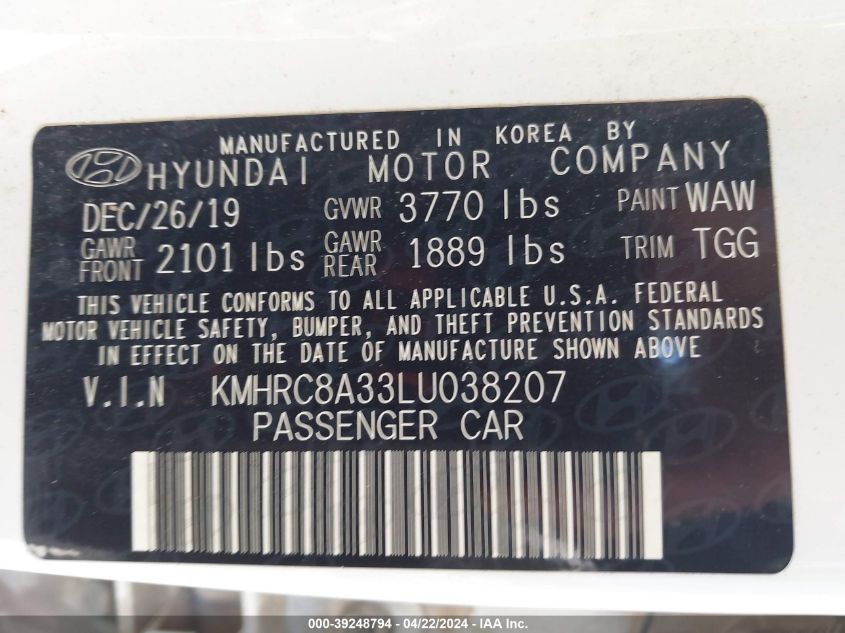 MANUFACTURED IN KOREA BY
HYUNDAI MOTOR COMPANY
DEC/26/19 GVWR 3770 lbs PAINT WAW
GAWR FRONT 2101 lbs GAWR REAR 1889 lbs TRIM TGG
THIS VEHICLE CONFORMS TO ALL APPLICABLE U.S.A. FEDERAL
MOTOR VEHICLE SAFETY, BUMPER, AND THEFT PREVENTION STANDARDS
IN EFFECT ON THE DATE OF MANUFACTURE SHOWN ABOVE
V.I.N KMHRC8A33LU038207
PASSENGER CAR
000-39248794 - 04/22/2024 - IAA Inc.